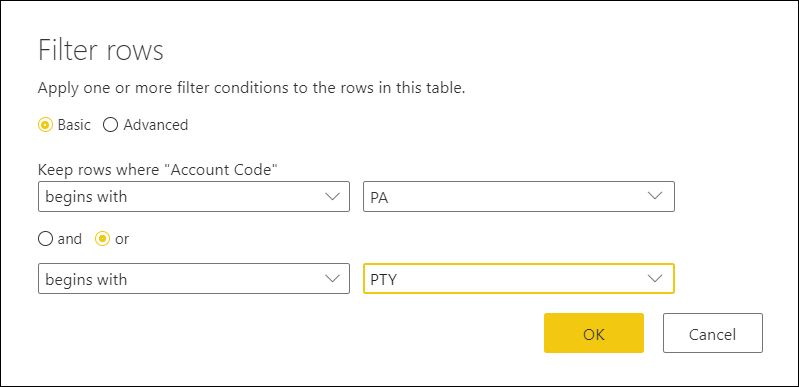 Filter rows
Apply one or more filter conditions to the rows in this table.
Basic Advanced
Keep rows where "Account Code"
begins with PA
and or
begins with PTY
OK Cancel